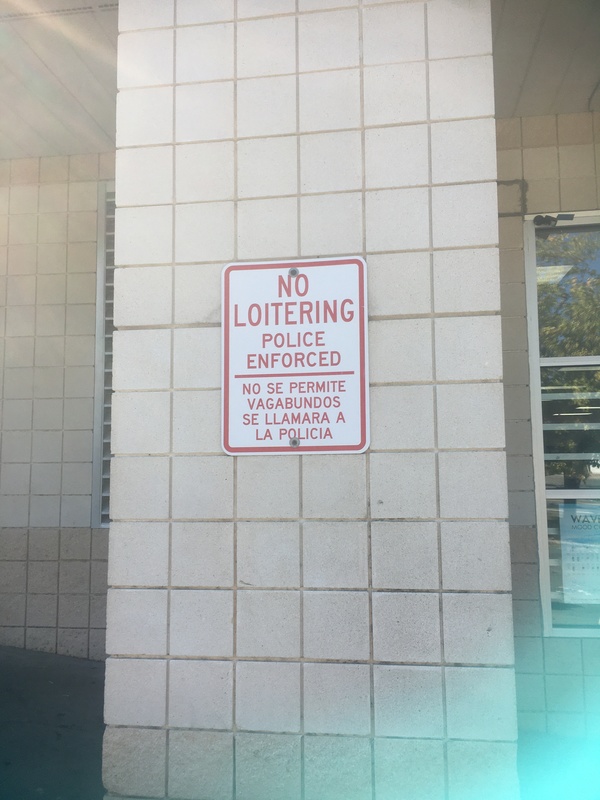 NO
LOITERING
POLICE
ENFORCED
NO SE PERMITE
VAGABUNDOS
SE LLAMARA A
LA POLICIA